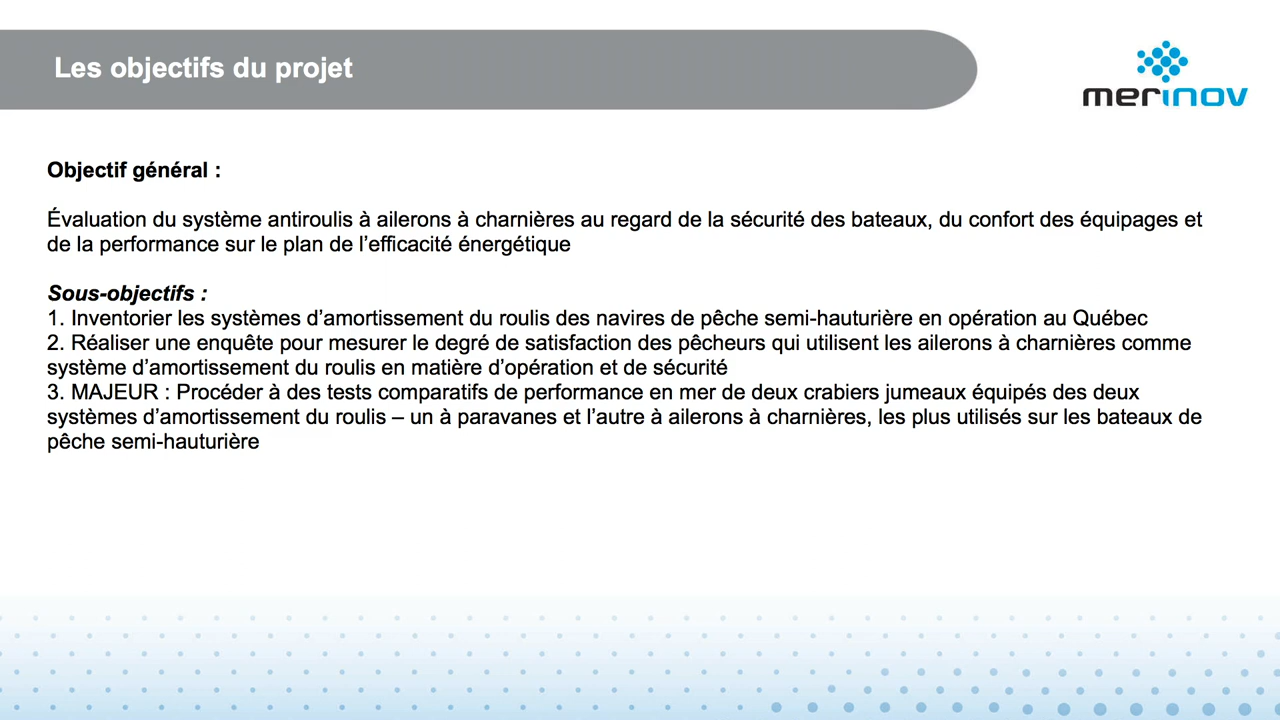 Les objectifs du projet
merinov
Objectif général :
Évaluation du système antiroulis à ailerons à charnières au regard de la sécurité des bateaux, du confort des équipages et
de la performance sur le plan de l’efficacité énergétique
Sous-objectifs :
1. Inventorier les systèmes d’amortissement du roulis des navires de pêche semi-hauturière en opération au Québec
2. Réaliser une enquête pour mesurer le degré de satisfaction des pêcheurs qui utilisent les ailerons à charnières comme
système d’amortissement du roulis en matière d’opération et de sécurité
3. MAJEUR : Procéder à des tests comparatifs de performance en mer de deux crabiers jumeaux équipés des deux
systèmes d’amortissement du roulis – un à paravanes et l’autre à ailerons à charnières, les plus utilisés sur les bateaux de
pêche semi-hauturière